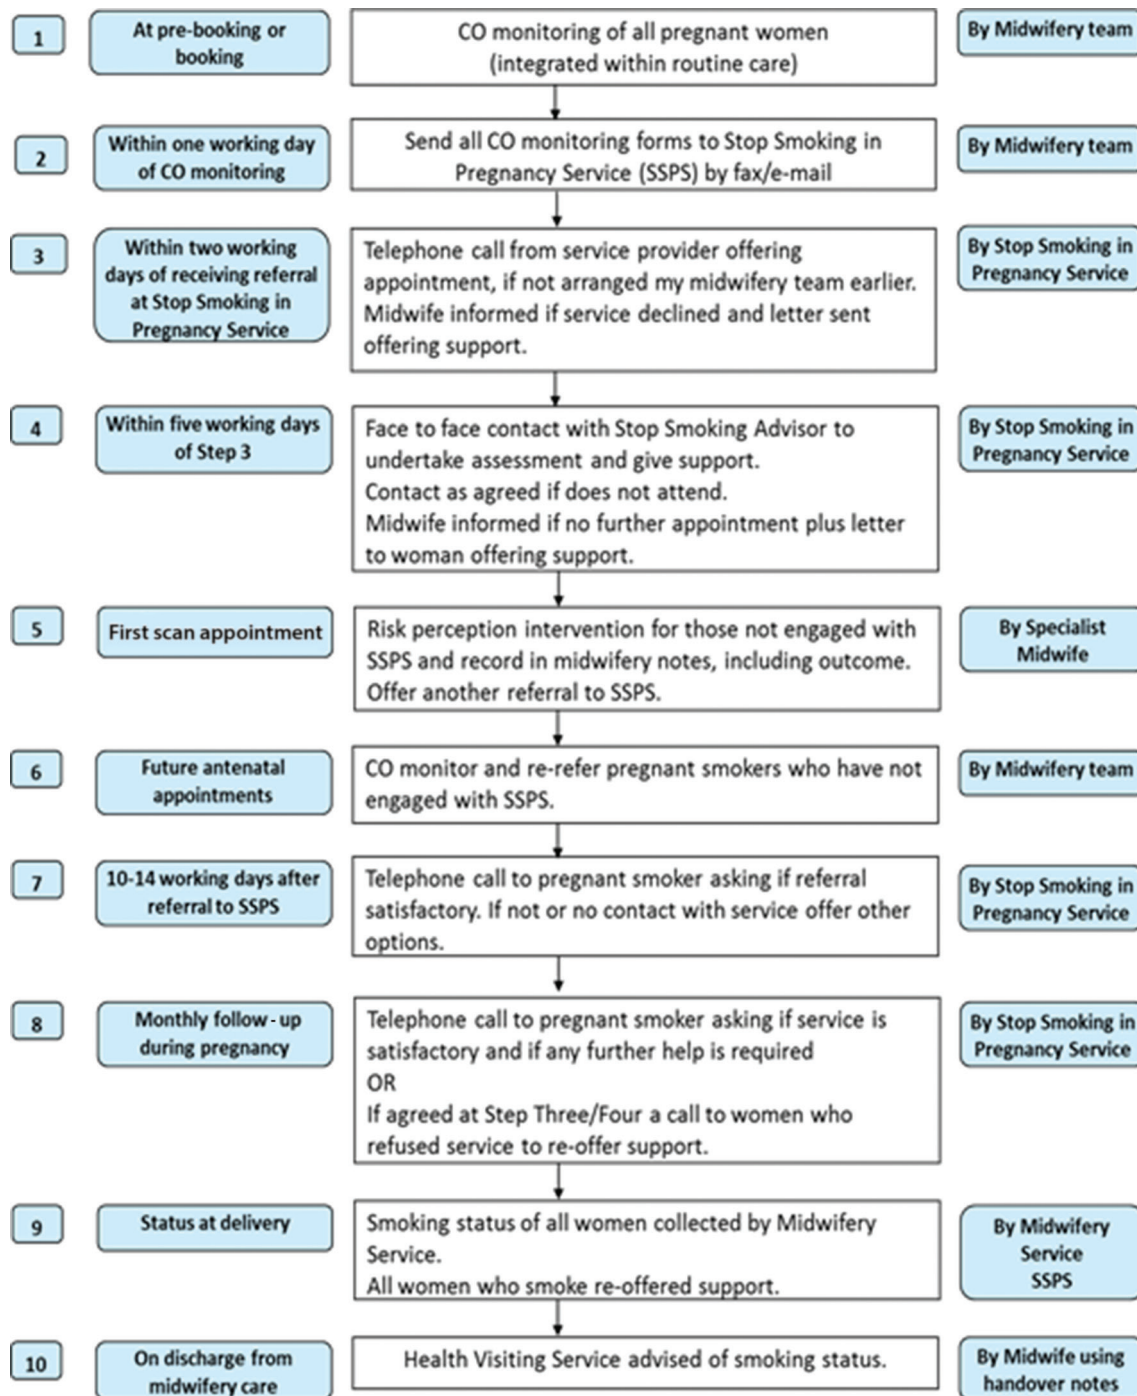 1
At pre-booking or
booking
CO monitoring of all pregnant women
(integrated within routine care)
By Midwifery team
2
Within one working day
of CO monitoring
Send all CO monitoring forms to Stop Smoking in
Pregnancy Service (SSPS) by fax/e-mail
By Midwifery team
3
Within two working
days of receiving referral
at Stop Smoking in
Pregnancy Service
Telephone call from service provider offering
appointment, if not arranged my midwifery team earlier.
Midwife informed if service declined and letter sent
offering support.
By Stop Smoking in
Pregnancy Service
4
Within five working days
of Step 3
Face to face contact with Stop Smoking Advisor to
undertake assessment and give support.
Contact as agreed if does not attend.
Midwife informed if no further appointment plus letter
to woman offering support.
By Stop Smoking in
Pregnancy Service
5
First scan appointment
Risk perception intervention for those not engaged with
SSPS and record in midwifery notes, including outcome.
Offer another referral to SSPS.
By Specialist
Midwife
6
Future antenatal
appointments
CO monitor and re-refer pregnant smokers who have not
engaged with SSPS.
By Midwifery team
7
10-14 working days after
referral to SSPS
Telephone call to pregnant smoker asking if referral
satisfactory. If not or no contact with service offer other
options.
By Stop Smoking in
Pregnancy Service
8
Monthly follow-up
during pregnancy
Telephone call to pregnant smoker asking if service is
satisfactory and if any further help is required
OR
If agreed at Step Three/Four a call to women who
refused service to re-offer support.
By Stop Smoking in
Pregnancy Service
9
Status at delivery
Smoking status of all women collected by Midwifery
Service.
All women who smoke re-offered support.
By Midwifery
Service
SSPS
10
On discharge from
midwifery care
Health Visiting Service advised of smoking status.
By Midwife using
handover notes